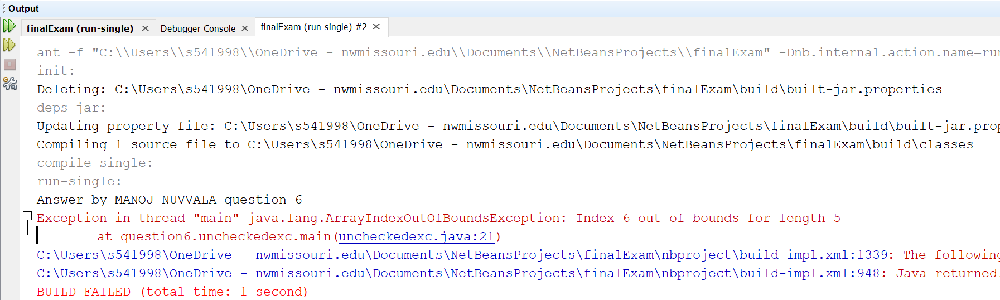 Output
finalExam (run-single) Debugger Console finalExam (run-single) #2
ant -f "C:\\Users\\s541998\\OneDrive - nwmissouri.edu\\Documents\\NetBeansProjects\\finalExam" -Dnb.internal.action.name=run
init:
Deleting: C:\Users\s541998\OneDrive - nwmissouri.edu\Documents\NetBeansProjects\finalExam\build\built-jar.properties
deps-jar:
Updating property file: C:\Users\s541998\OneDrive - nwmissouri.edu\Documents\NetBeansProjects\finalExam\build\built-jar.prop
Compiling 1 source file to C:\Users\s541998\OneDrive - nwmissouri.edu\Documents\NetBeansProjects\finalExam\build\classes
compile-single:
run-single:
Answer by MANOJ NUVVALA question 6
Exception in thread "main" java.lang.ArrayIndexOutOfBoundsException: Index 6 out of bounds for length 5
at question6.uncheckedexc.main(uncheckedexc.java:21)
C:\Users\s541998\OneDrive - nwmissouri.edu\Documents\NetBeansProjects\finalExam\nbproject\build-impl.xml:1339: The following
C:\Users\s541998\OneDrive - nwmissouri.edu\Documents\NetBeansProjects\finalExam\nbproject\build-impl.xml:948: Java returned:
BUILD FAILED (total time: 1 second)